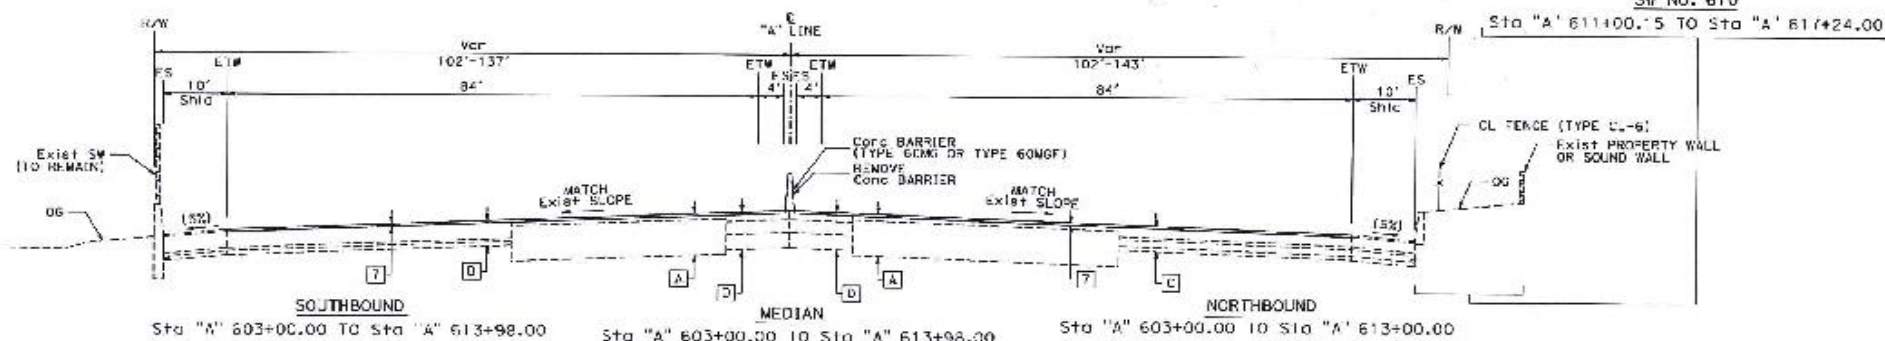 SW NO. 610
Sta "A" 611+00.15 TO Sta "A" 617+24.00
R/W
℄
"A" LINE
R/W
Var
102'-137'
Var
102'-143'
ES
ETW
ETW
ES ES
ETW
ETW
ES
10'
Shld
84'
4'
4'
84'
10'
Shld
Exist SW
(TO REMAIN)
Conc BARRIER
(TYPE 60MG OR TYPE 60MGF)
REMOVE
Conc BARRIER
CL FENCE (TYPE CL-6)
Exist PROPERTY WALL
OR SOUND WALL
OG
(5%)
MATCH
Exist SLOPE
MATCH
Exist SLOPE
(5%)
OG
7
B
A
D
D
A
7
C
SOUTHBOUND
Sta "A" 603+00.00 TO Sta "A" 613+98.00
MEDIAN
Sta "A" 603+00.00 TO Sta "A" 613+98.00
NORTHBOUND
Sta "A" 603+00.00 TO Sta "A" 613+00.00